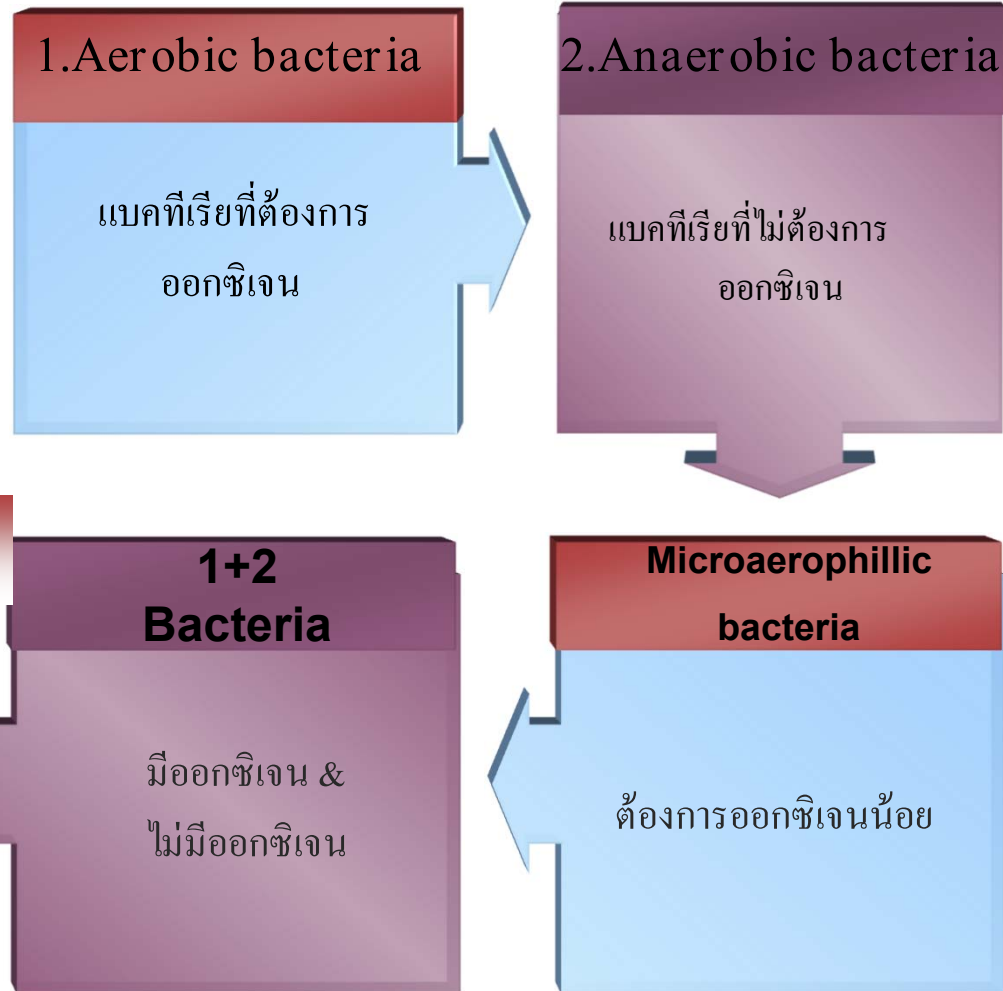 1.Aerobic bacteria
แบคทีเรียที่ต้องการ
ออกซิเจน
2.Anaerobic bacteria
แบคทีเรียที่ไม่ต้องการ
ออกซิเจน
Microaerophillic
bacteria
ต้องการออกซิเจนน้อย
1+2
Bacteria
มีออกซิเจน &
ไม่มีออกซิเจน